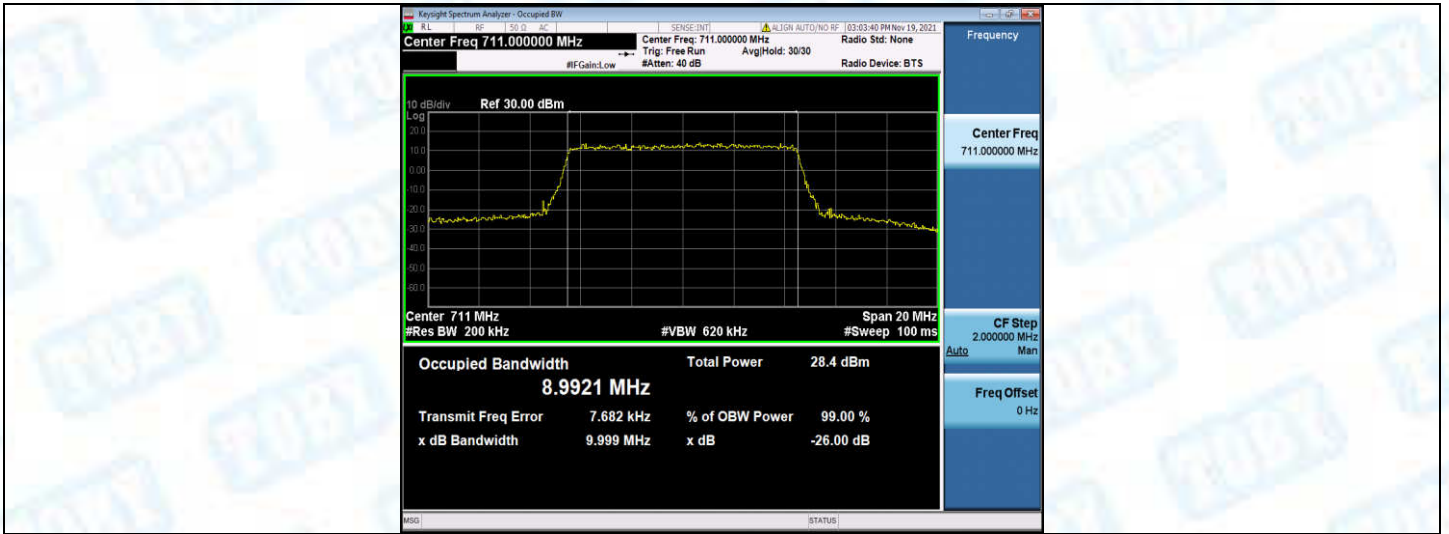 Keysight Spectrum Analyzer - Occupied BW
RL RF 50 Ω AC SENSE:INT ALIGN AUTO/NO RF 03:03:40 PM Nov 19, 2021
Center Freq 711.000000 MHz
Center Freq: 711.000000 MHz Radio Std: None
Trig: Free Run Avg|Hold: 30/30
#IFGain:Low #Atten: 40 dB Radio Device: BTS
Frequency
10 dB/div Ref 30.00 dBm
Log
20.0
10.0
0.00
-10.0
-20.0
-30.0
-40.0
-50.0
-60.0
Center Freq
711.000000 MHz
Center 711 MHz Span 20 MHz
#Res BW 200 kHz #VBW 620 kHz #Sweep 100 ms
CF Step
2.000000 MHz
Auto Man
Occupied Bandwidth Total Power 28.4 dBm
8.9921 MHz
Freq Offset
0 Hz
Transmit Freq Error 7.682 kHz % of OBW Power 99.00 %
x dB Bandwidth 9.999 MHz x dB -26.00 dB
MSG STATUS
TOBY